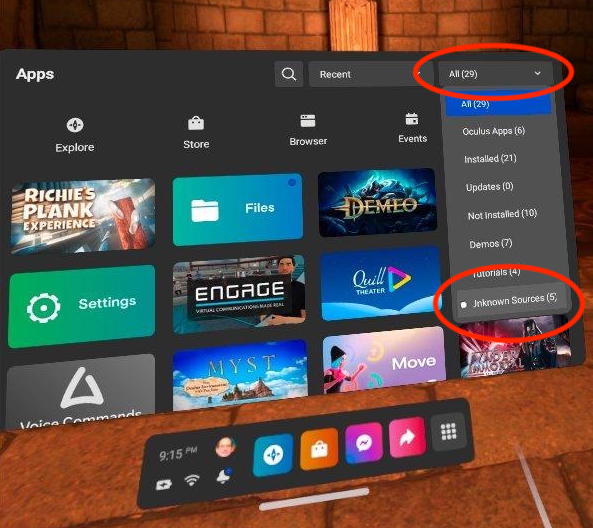 Apps
Recent
All (29)
All (29)
Explore
Store
Browser
Events
Oculus Apps (6)
Installed (21)
Updates (0)
Not Installed (10)
Demos (7)
Tutorials (4)
Jnknown Sources (5)
RICHIE'S
PLANK
EXPERIENCE
Files
DEMEO
Settings
ENGAGE
VIRTUAL COMMUNICATIONS MADE REAL
Quill
THEATER
Voice Commands
MYST
Move
VADER
9:15 PM